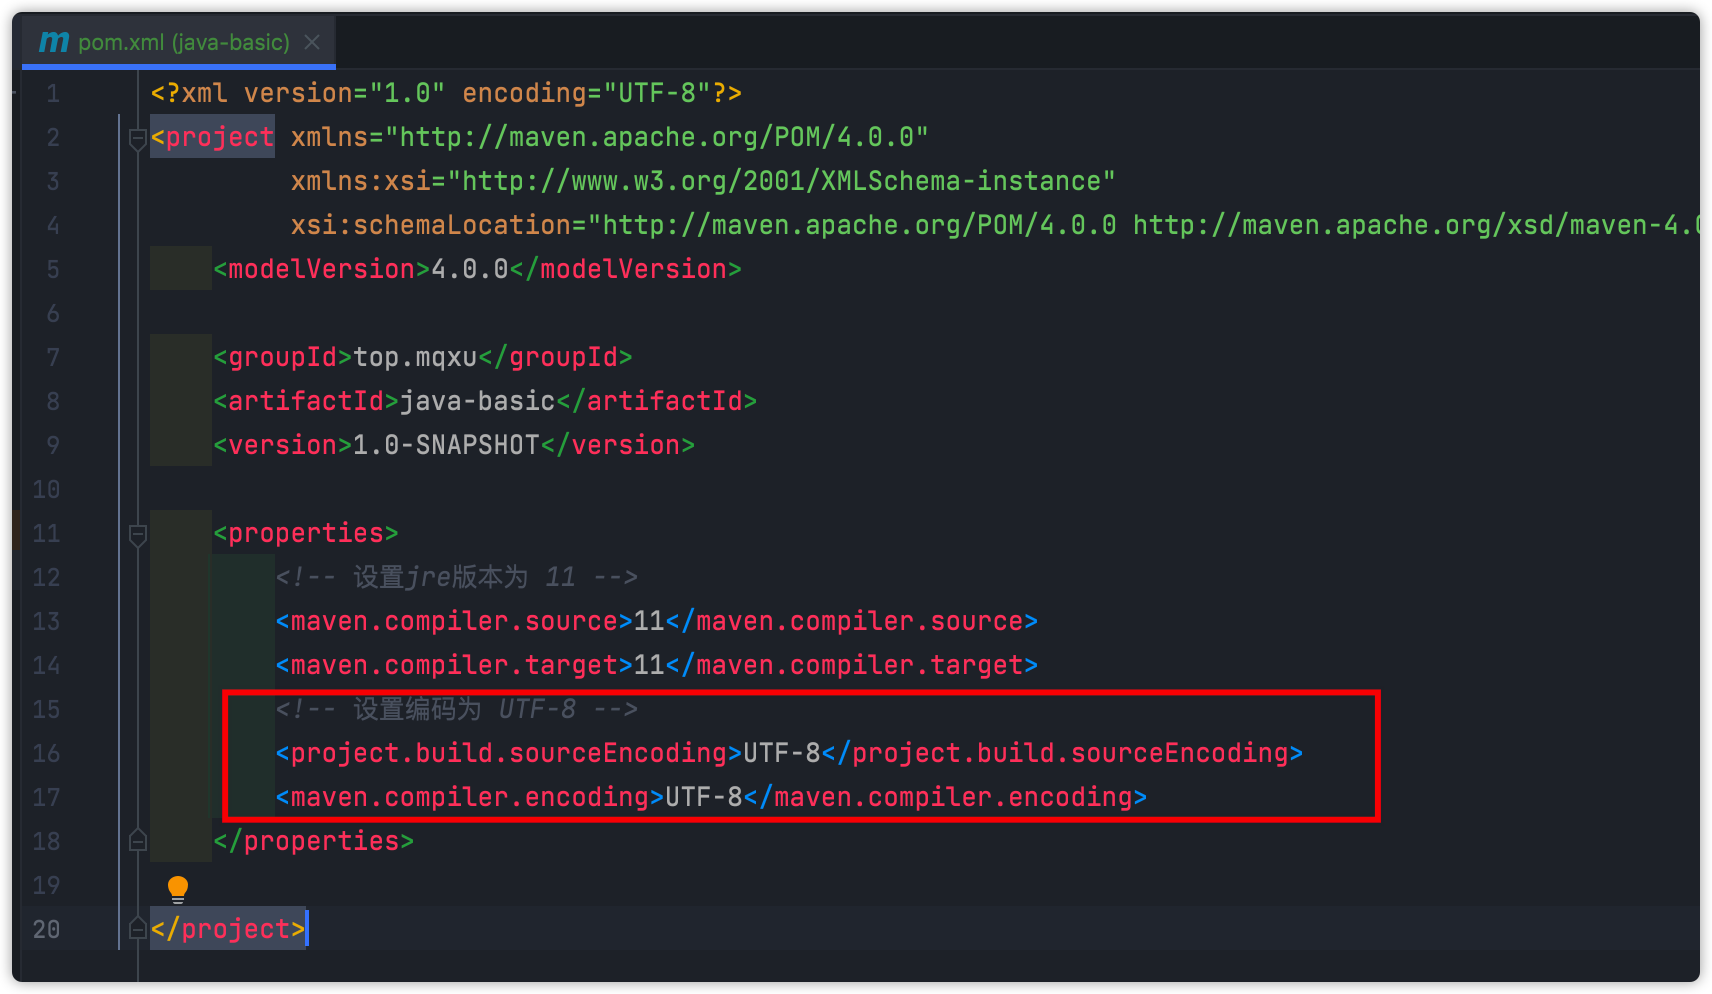 m pom.xml (java-basic)
1 <?xml version="1.0" encoding="UTF-8"?>
2 <project xmlns="http://maven.apache.org/POM/4.0.0"
3 xmlns:xsi="http://www.w3.org/2001/XMLSchema-instance"
4 xsi:schemaLocation="http://maven.apache.org/POM/4.0.0 http://maven.apache.org/xsd/maven-4.0
5 <modelVersion>4.0.0</modelVersion>
6
7 <groupId>top.mqxu</groupId>
8 <artifactId>java-basic</artifactId>
9 <version>1.0-SNAPSHOT</version>
10
11 <properties>
12 <!-- 设置jre版本为 11 -->
13 <maven.compiler.source>11</maven.compiler.source>
14 <maven.compiler.target>11</maven.compiler.target>
15 <!-- 设置编码为 UTF-8 -->
16 <project.build.sourceEncoding>UTF-8</project.build.sourceEncoding>
17 <maven.compiler.encoding>UTF-8</maven.compiler.encoding>
18 </properties>
19
20 </project>